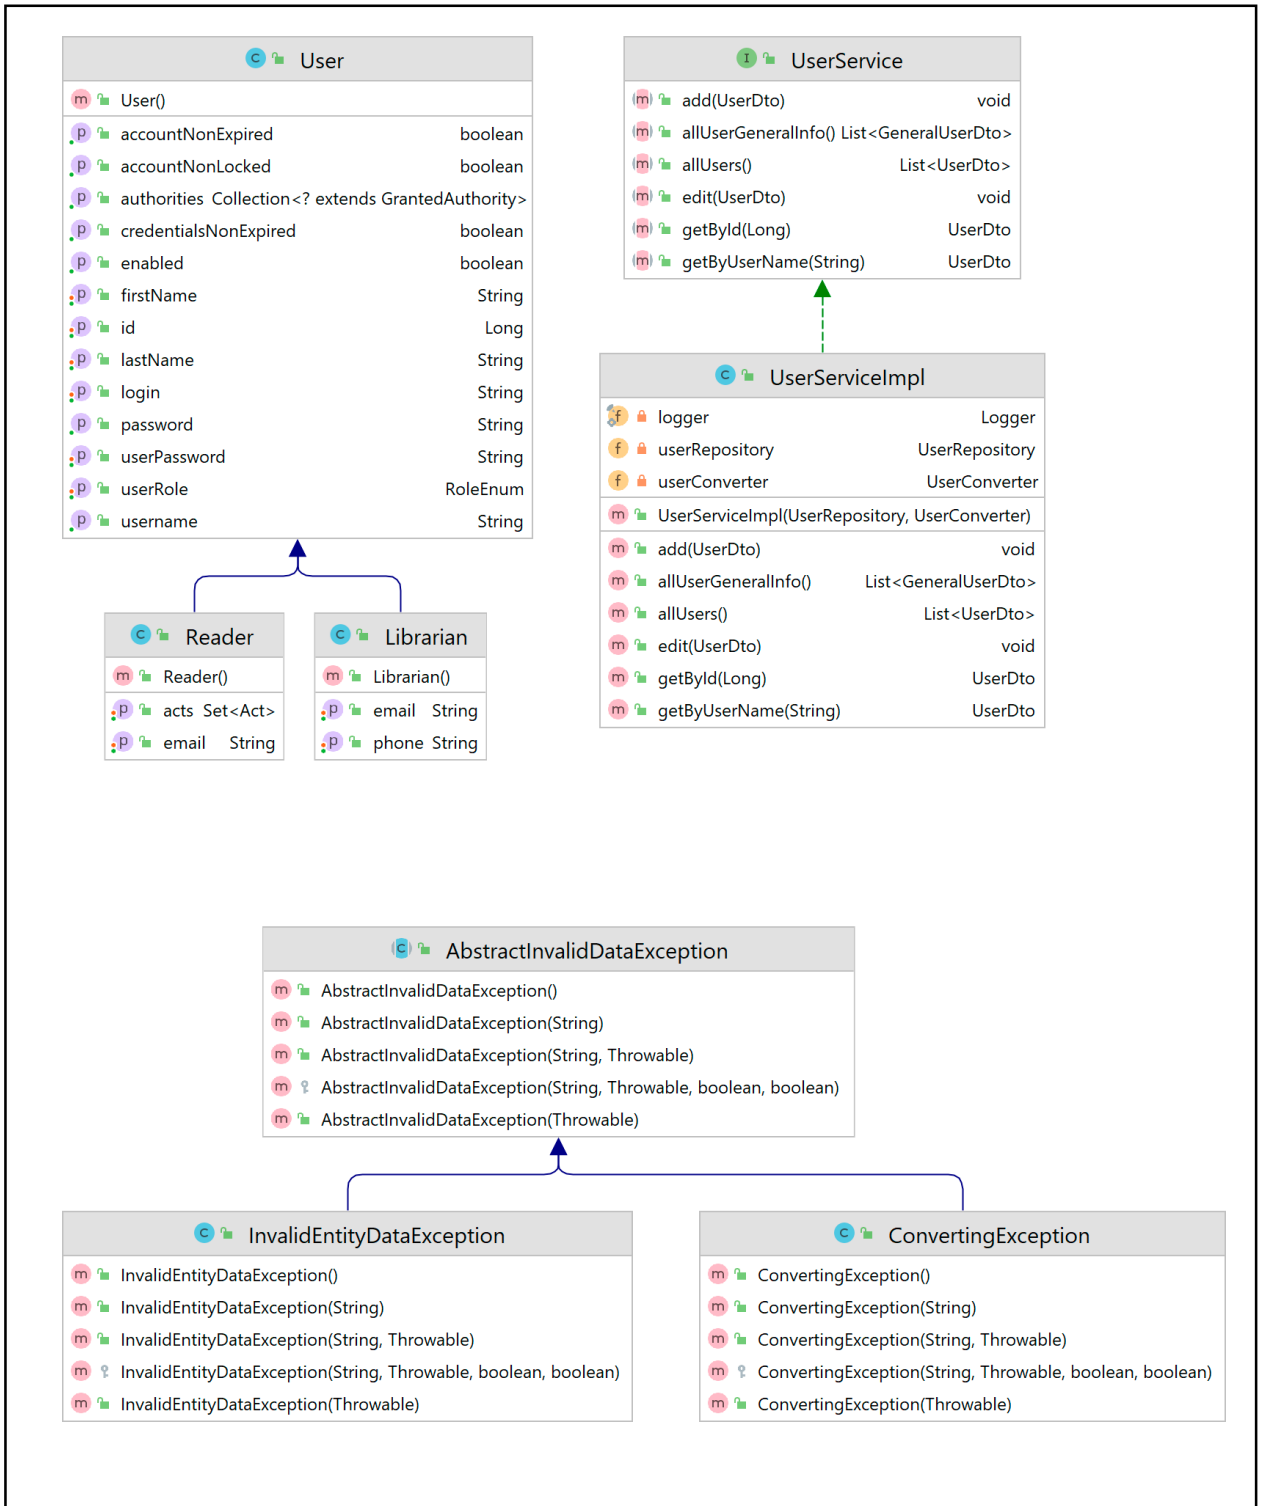 User
User()
accountNonExpired boolean
accountNonLocked boolean
authorities Collection<? extends GrantedAuthority>
credentialsNonExpired boolean
enabled boolean
firstName String
id Long
lastName String
login String
password String
userPassword String
userRole RoleEnum
username String
UserService
add(UserDto) void
allUserGeneralInfo() List<GeneralUserDto>
allUsers() List<UserDto>
edit(UserDto) void
getById(Long) UserDto
getByUserName(String) UserDto
UserServiceImpl
logger Logger
userRepository UserRepository
userConverter UserConverter
UserServiceImpl(UserRepository, UserConverter)
add(UserDto) void
allUserGeneralInfo() List<GeneralUserDto>
allUsers() List<UserDto>
edit(UserDto) void
getById(Long) UserDto
getByUserName(String) UserDto
Reader
Reader()
acts Set<Act>
email String
Librarian
Librarian()
email String
phone String
AbstractInvalidDataException
AbstractInvalidDataException()
AbstractInvalidDataException(String)
AbstractInvalidDataException(String, Throwable)
AbstractInvalidDataException(String, Throwable, boolean, boolean)
AbstractInvalidDataException(Throwable)
InvalidEntityDataException
InvalidEntityDataException()
InvalidEntityDataException(String)
InvalidEntityDataException(String, Throwable)
InvalidEntityDataException(String, Throwable, boolean, boolean)
InvalidEntityDataException(Throwable)
ConvertingException
ConvertingException()
ConvertingException(String)
ConvertingException(String, Throwable)
ConvertingException(String, Throwable, boolean, boolean)
ConvertingException(Throwable)